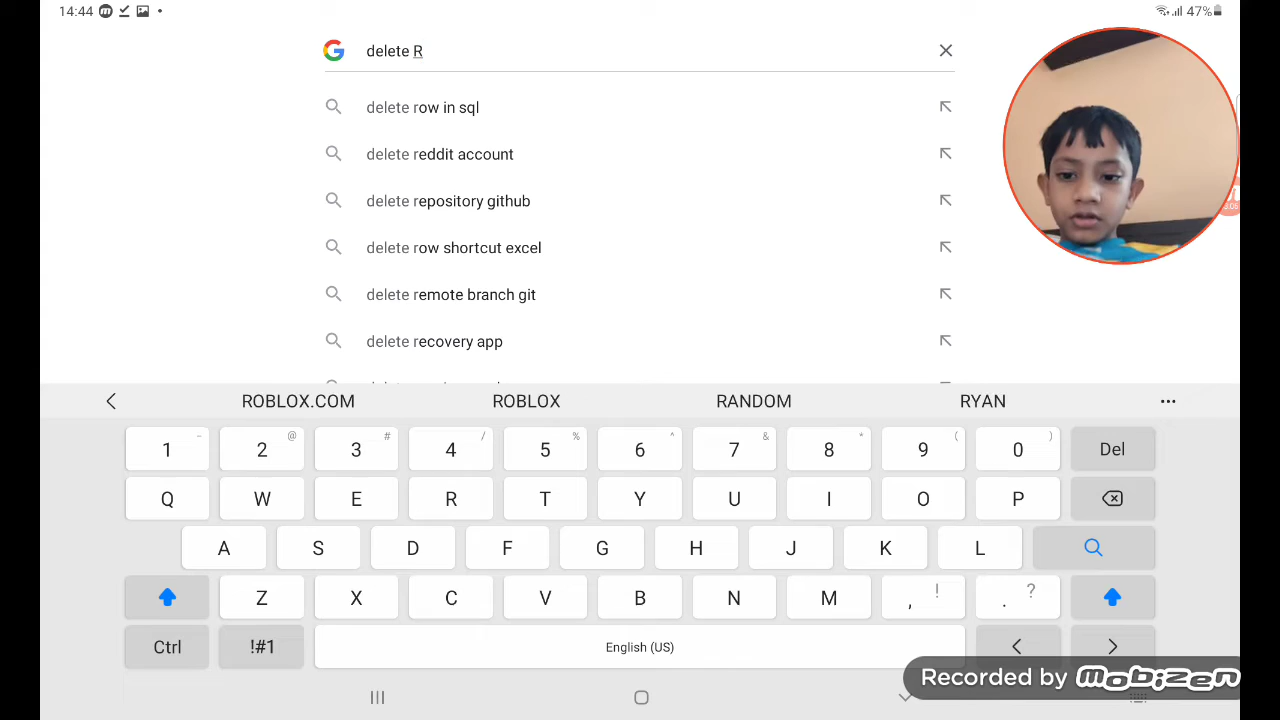 14:44
47%
delete R
delete row in sql
delete reddit account
delete repository github
delete row shortcut excel
delete remote branch git
delete recovery app
ROBLOX.COM ROBLOX RANDOM RYAN
1 - 2 @ 3 # 4 / 5 % 6 ^ 7 & 8 * 9 ( 0 ) Del
Q W E R T Y U I O P
A S D F G H J K L
Z X C V B N M , ! . ?
Ctrl !#1 English (US) < >
Recorded by mobizen